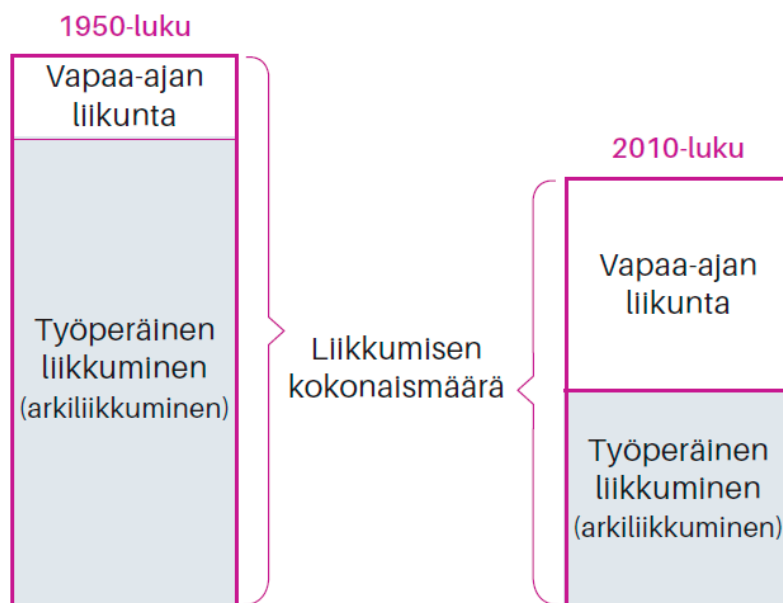 1950-luku
Vapaa-ajan
liikunta
Työperäinen
liikkuminen
(arkiliikkuminen)
Liikkumisen
kokonaismäärä
2010-luku
Vapaa-ajan
liikunta
Työperäinen
liikkuminen
(arkiliikkuminen)